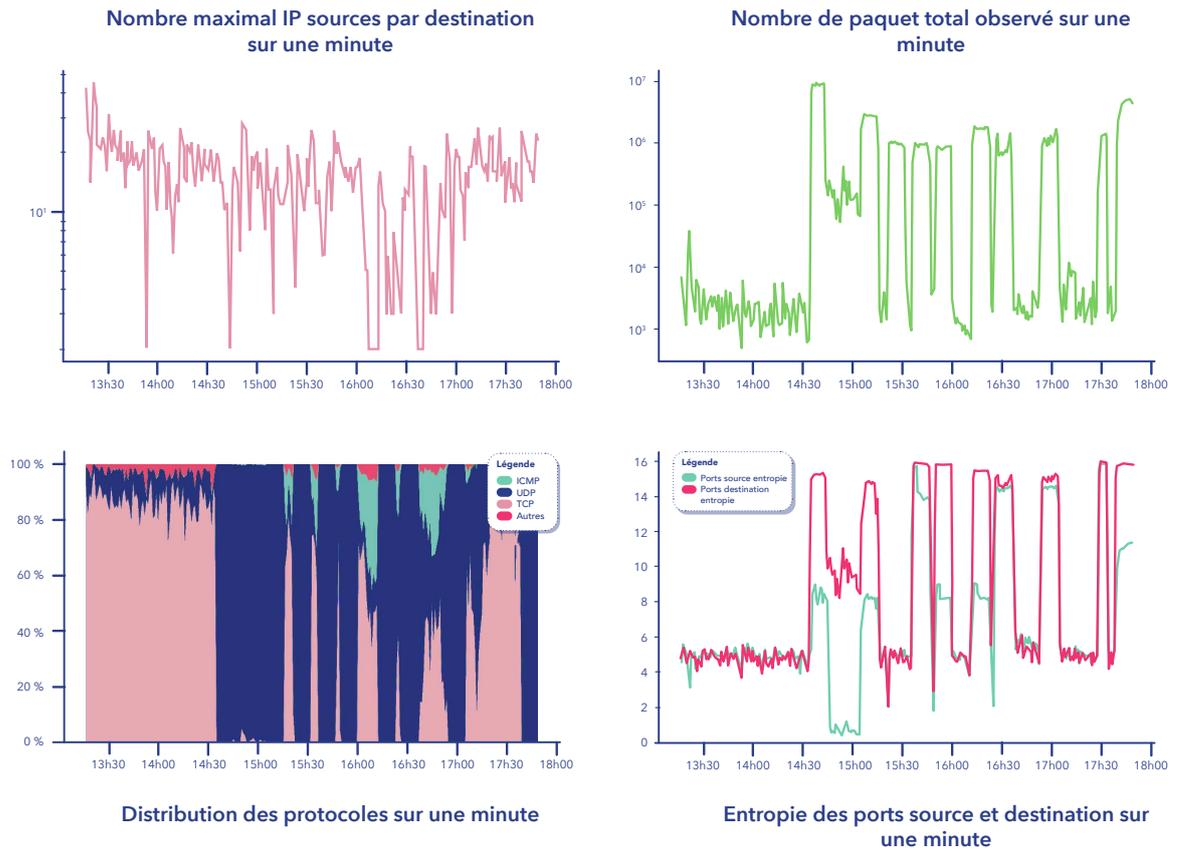 Nombre maximal IP sources par destination
sur une minute
10¹
13h30 14h00 14h30 15h00 15h30 16h00 16h30 17h00 17h30 18h00
Nombre de paquet total observé sur une
minute
10⁷
10⁶
10⁵
10⁴
10³
13h30 14h00 14h30 15h00 15h30 16h00 16h30 17h00 17h30 18h00
100 %
80 %
60 %
40 %
20 %
0 %
Légende
ICMP
UDP
TCP
Autres
13h30 14h00 14h30 15h00 15h30 16h00 16h30 17h00 17h30 18h00
Distribution des protocoles sur une minute
16
14
12
10
8
6
4
2
0
Légende
Ports source entropie
Ports destination
entropie
13h30 14h00 14h30 15h00 15h30 16h00 16h30 17h00 17h30 18h00
Entropie des ports source et destination sur
une minute